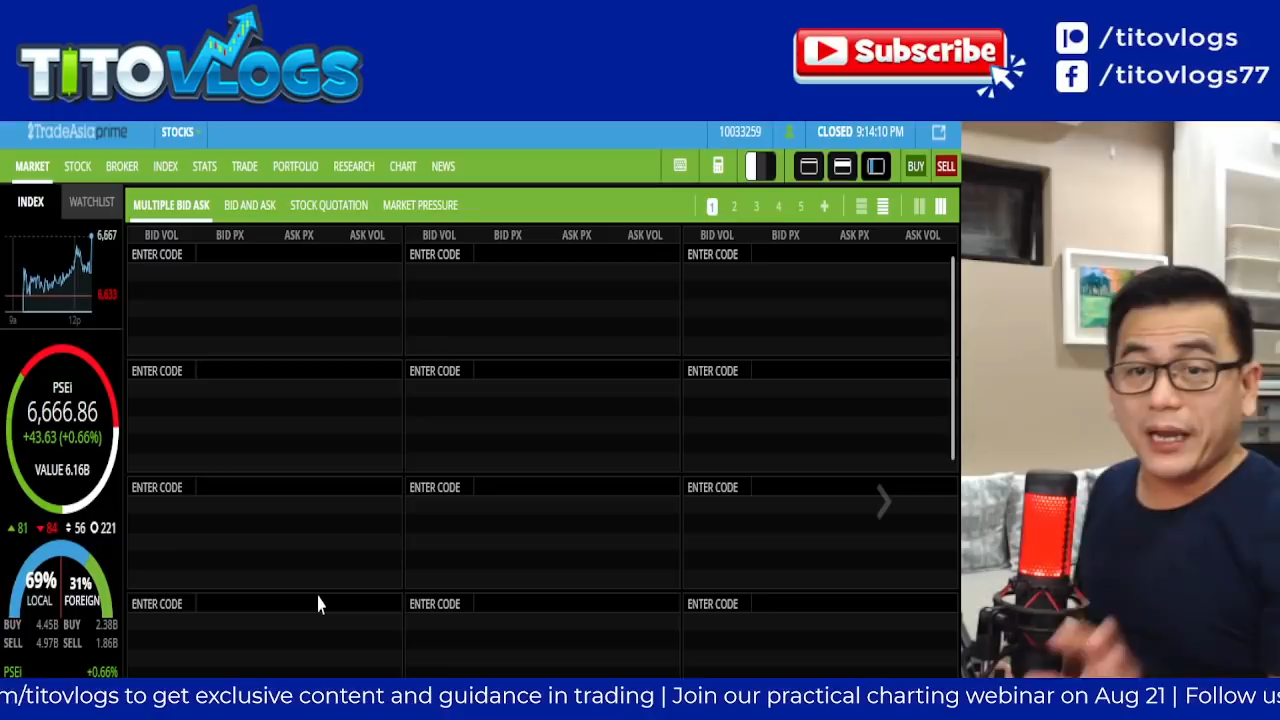 TITOVLOGS
Subscribe
/titovlogs
/titovlogs77
TradeAsiaprime
STOCKS
10033259
CLOSED 9:14:10 PM
MARKET STOCK BROKER INDEX STATS TRADE PORTFOLIO RESEARCH CHART NEWS
BUY SELL
INDEX WATCHLIST
MULTIPLE BID ASK BID AND ASK STOCK QUOTATION MARKET PRESSURE
1 2 3 4 5 +
BID VOL BID PX ASK PX ASK VOL BID VOL BID PX ASK PX ASK VOL BID VOL BID PX ASK PX ASK VOL
ENTER CODE ENTER CODE ENTER CODE
ENTER CODE ENTER CODE ENTER CODE
ENTER CODE ENTER CODE ENTER CODE
ENTER CODE ENTER CODE ENTER CODE
6,667
6,633
9a 12p
PSEi
6,666.86
+43.63 (+0.66%)
VALUE 6.16B
81 84 56 221
69% 31%
LOCAL FOREIGN
BUY 4.45B BUY 2.38B
SELL 4.97B SELL 1.86B
PSEi +0.66%
m/titovlogs to get exclusive content and guidance in trading | Join our practical charting webinar on Aug 21 | Follow us